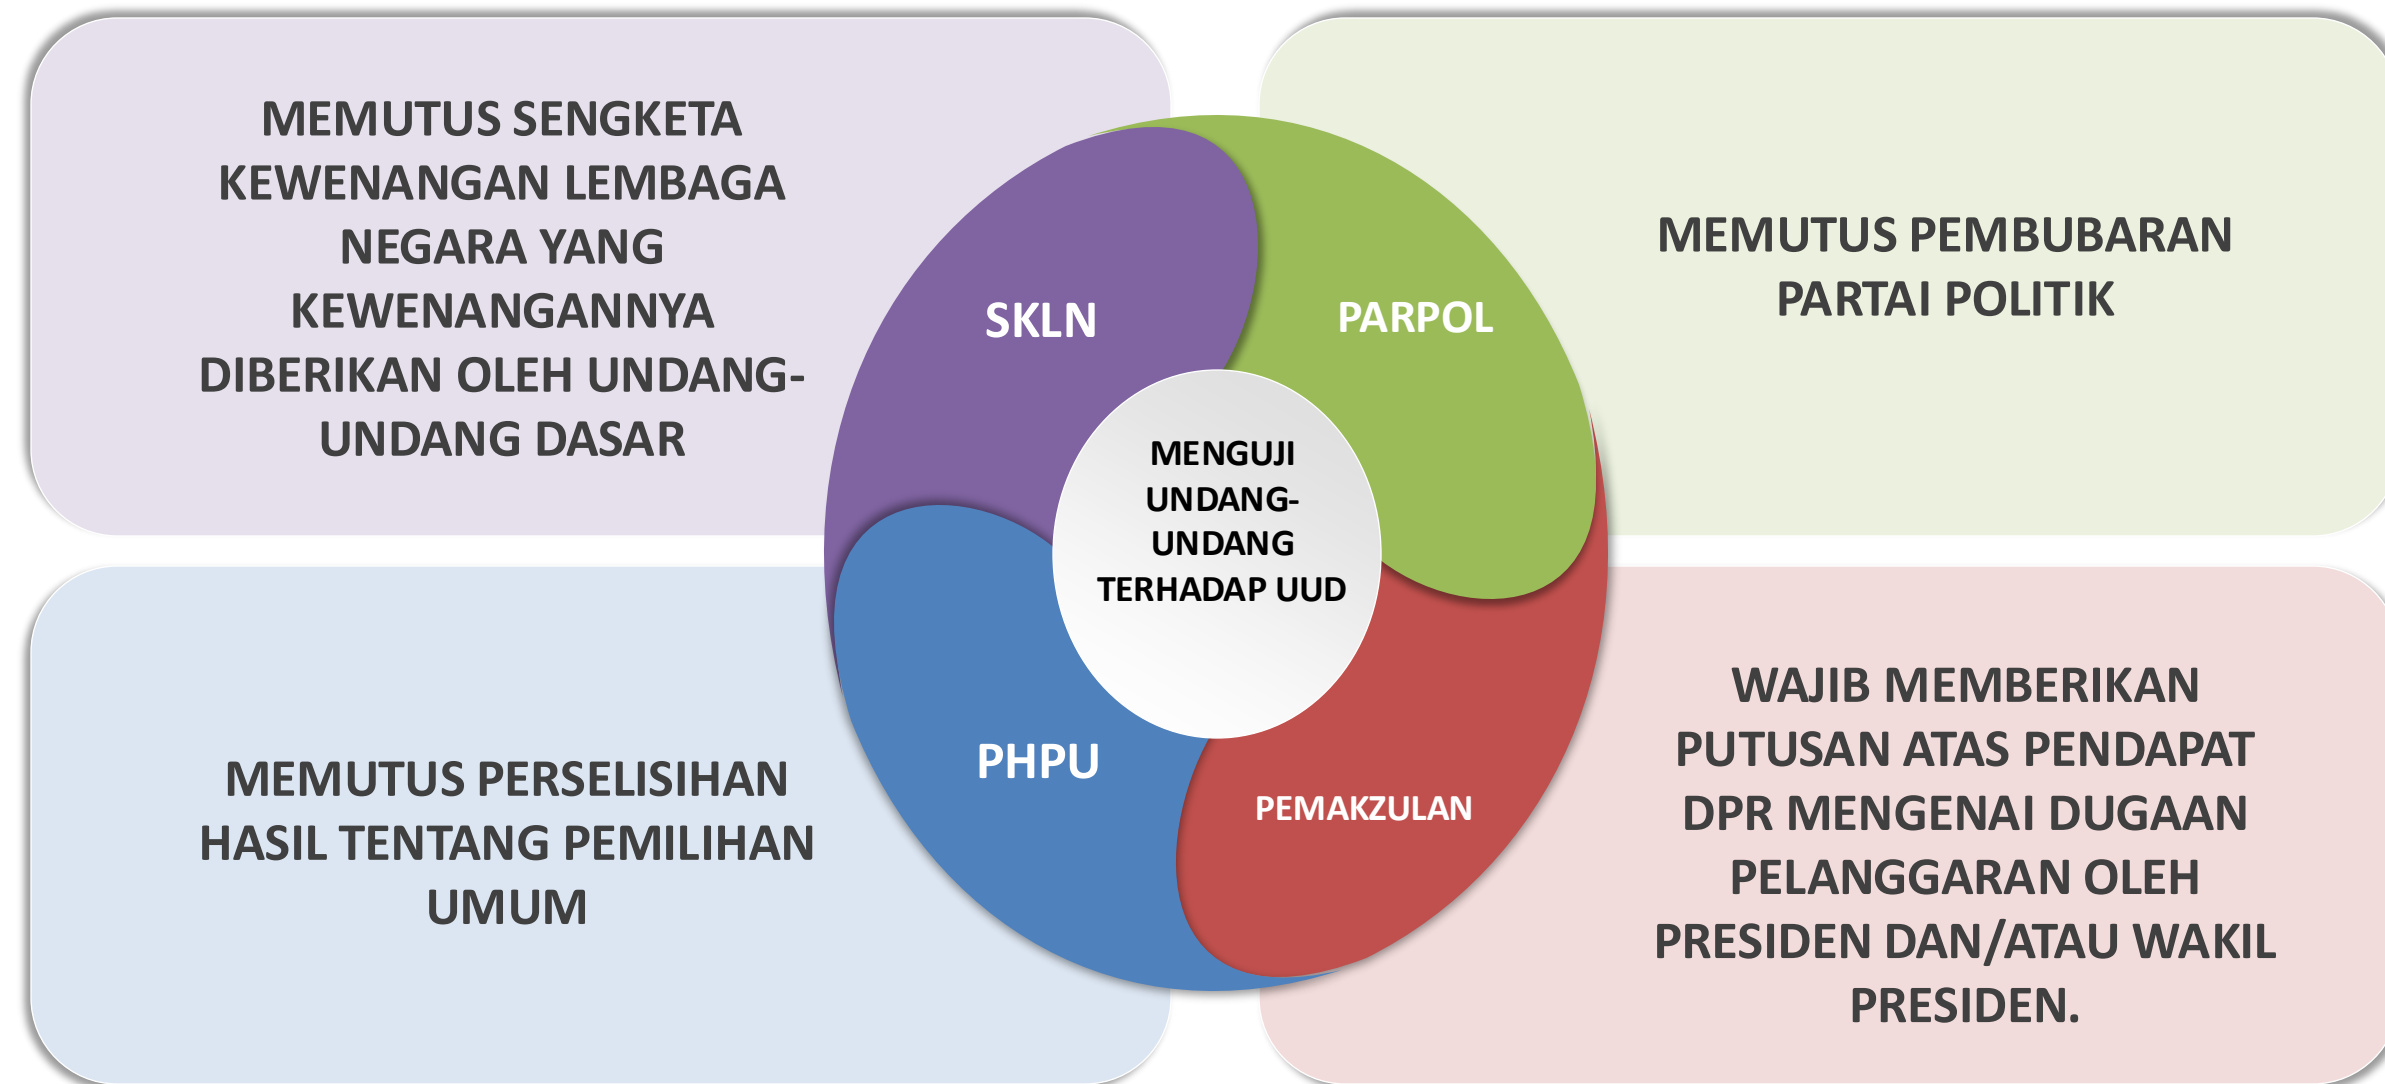 MEMUTUS SENGKETA
KEWENANGAN LEMBAGA
NEGARA YANG
KEWENANGANNYA
DIBERIKAN OLEH UNDANG-
UNDANG DASAR
MEMUTUS PEMBUBARAN
PARTAI POLITIK
SKLN
PARPOL
MENGUJI
UNDANG-
UNDANG
TERHADAP UUD
PHPU
PEMAKZULAN
MEMUTUS PERSELISIHAN
HASIL TENTANG PEMILIHAN
UMUM
WAJIB MEMBERIKAN
PUTUSAN ATAS PENDAPAT
DPR MENGENAI DUGAAN
PELANGGARAN OLEH
PRESIDEN DAN/ATAU WAKIL
PRESIDEN.